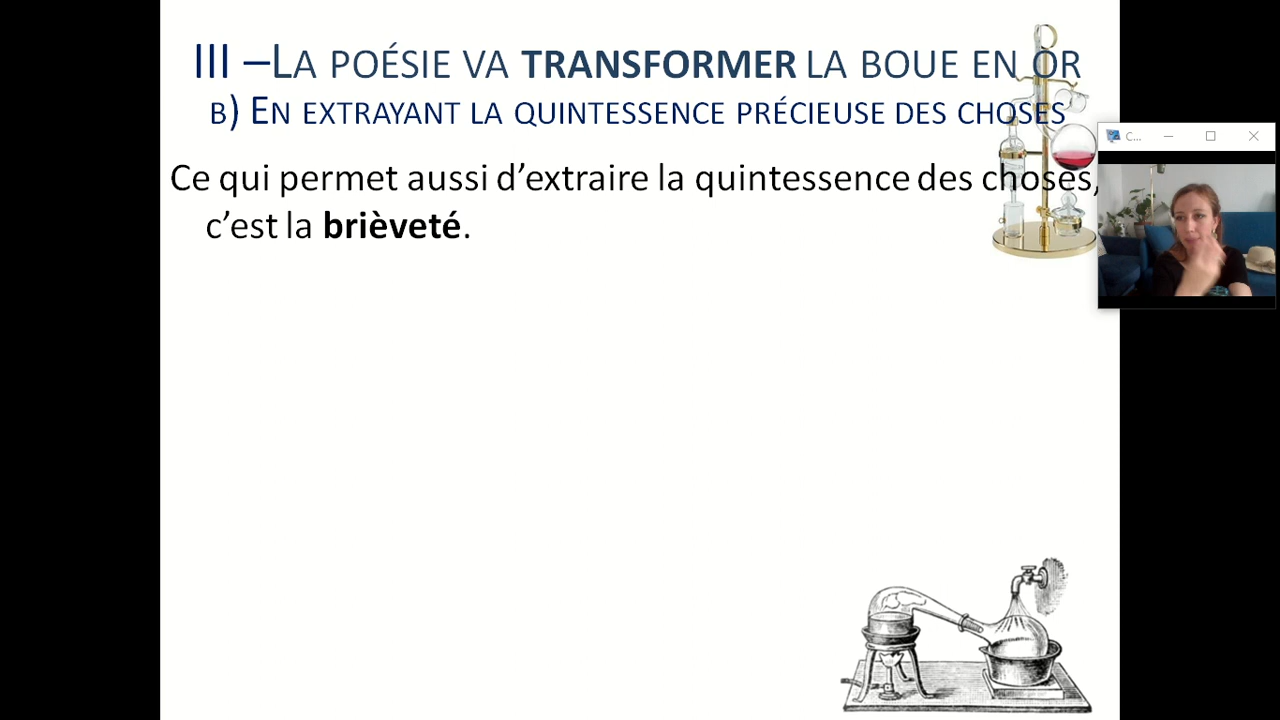 III –LA POÉSIE VA TRANSFORMER LA BOUE EN OR
B) EN EXTRAYANT LA QUINTESSENCE PRÉCIEUSE DES CHOSES
Ce qui permet aussi d’extraire la quintessence des choses,
c’est la brièveté.
C...